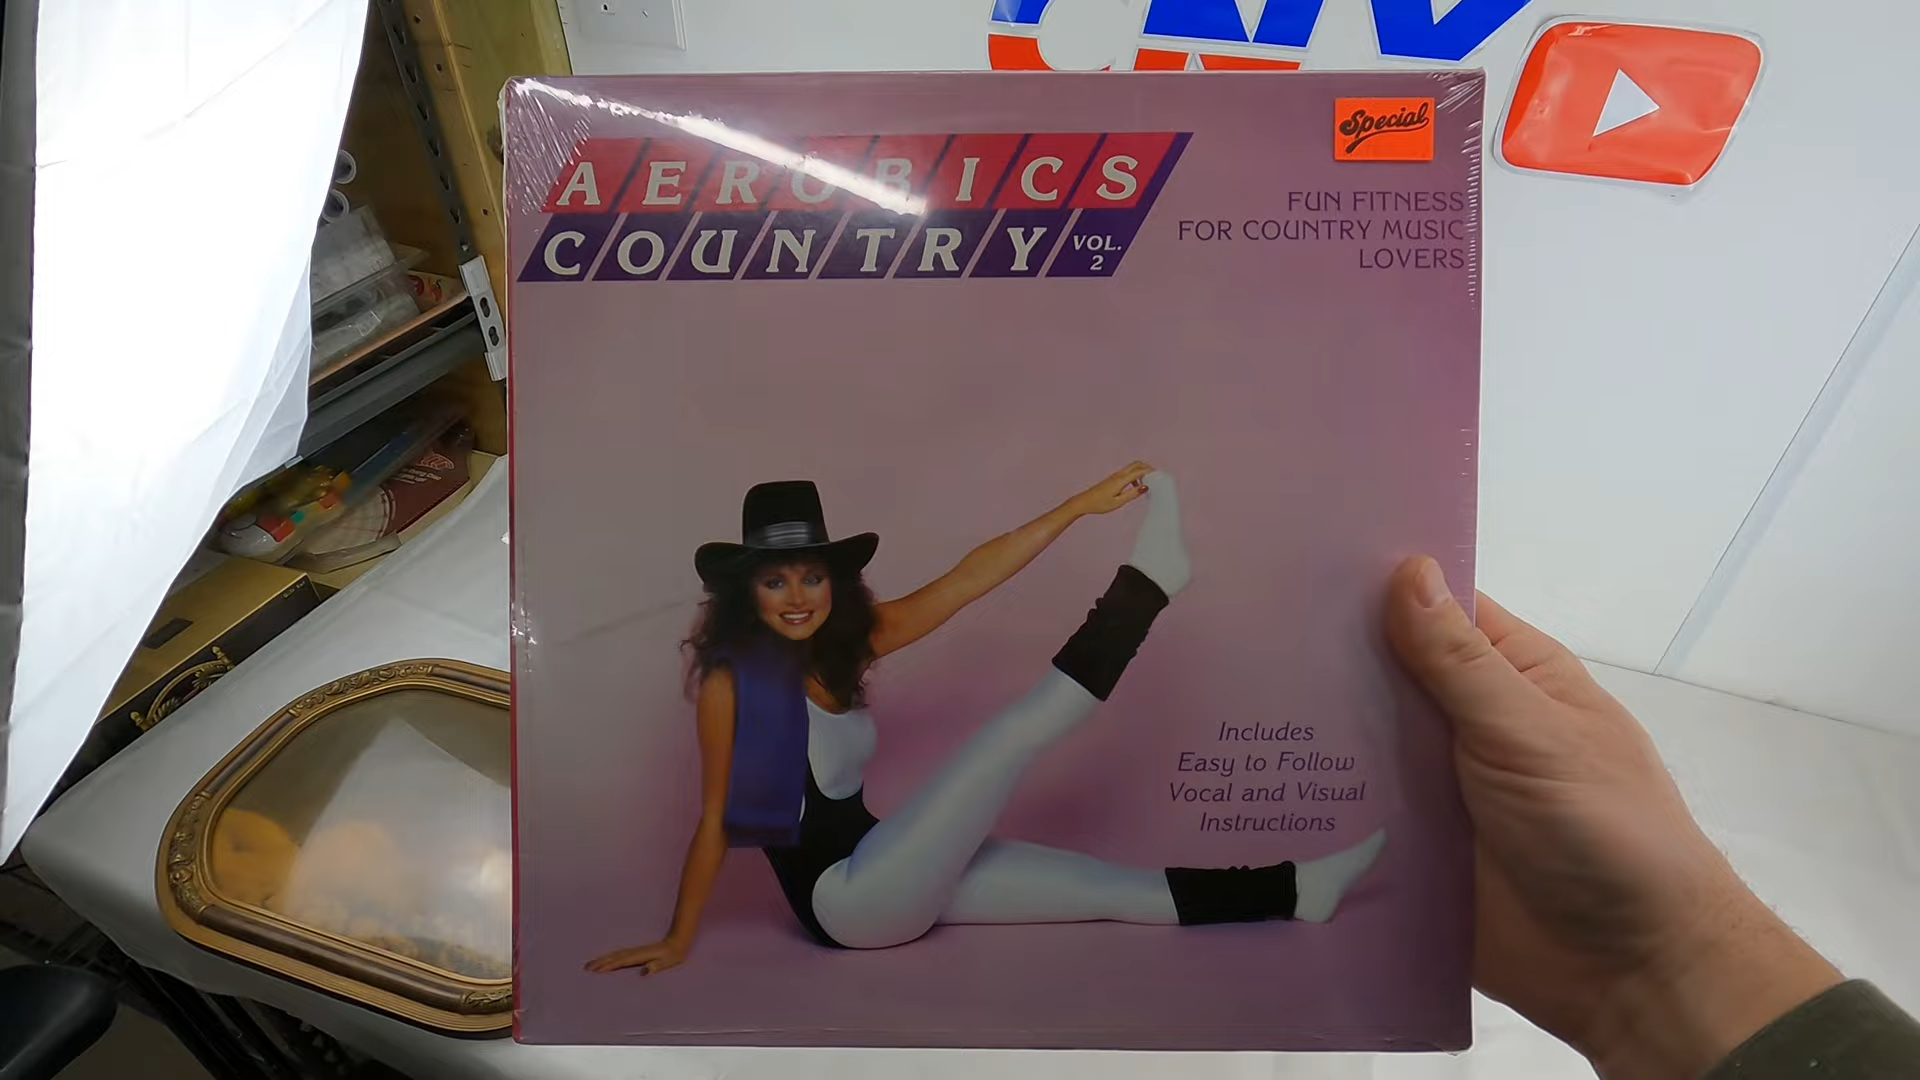 Special
AEROBICS
COUNTRY VOL. 2
FUN FITNESS
FOR COUNTRY MUSIC
LOVERS
Includes
Easy to Follow
Vocal and Visual
Instructions